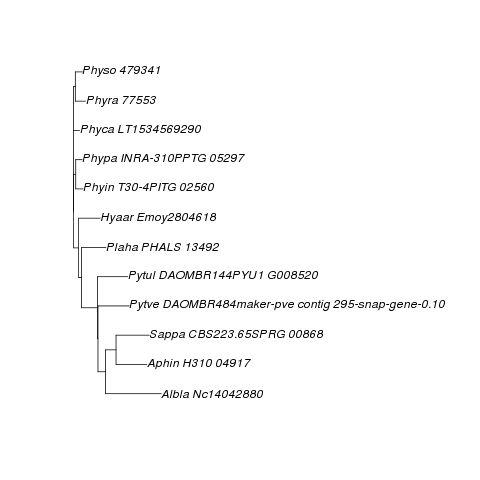 Physo 479341
Phyra 77553
Phyca LT1534569290
Phypa INRA-310PPTG 05297
Phyin T30-4PITG 02560
Hyaar Emoy2804618
Plaha PHALS 13492
Pytul DAOMBR144PYU1 G008520
Pytve DAOMBR484maker-pve contig 295-snap-gene-0.10
Sappa CBS223.65SPRG 00868
Aphin H310 04917
Albla Nc14042880